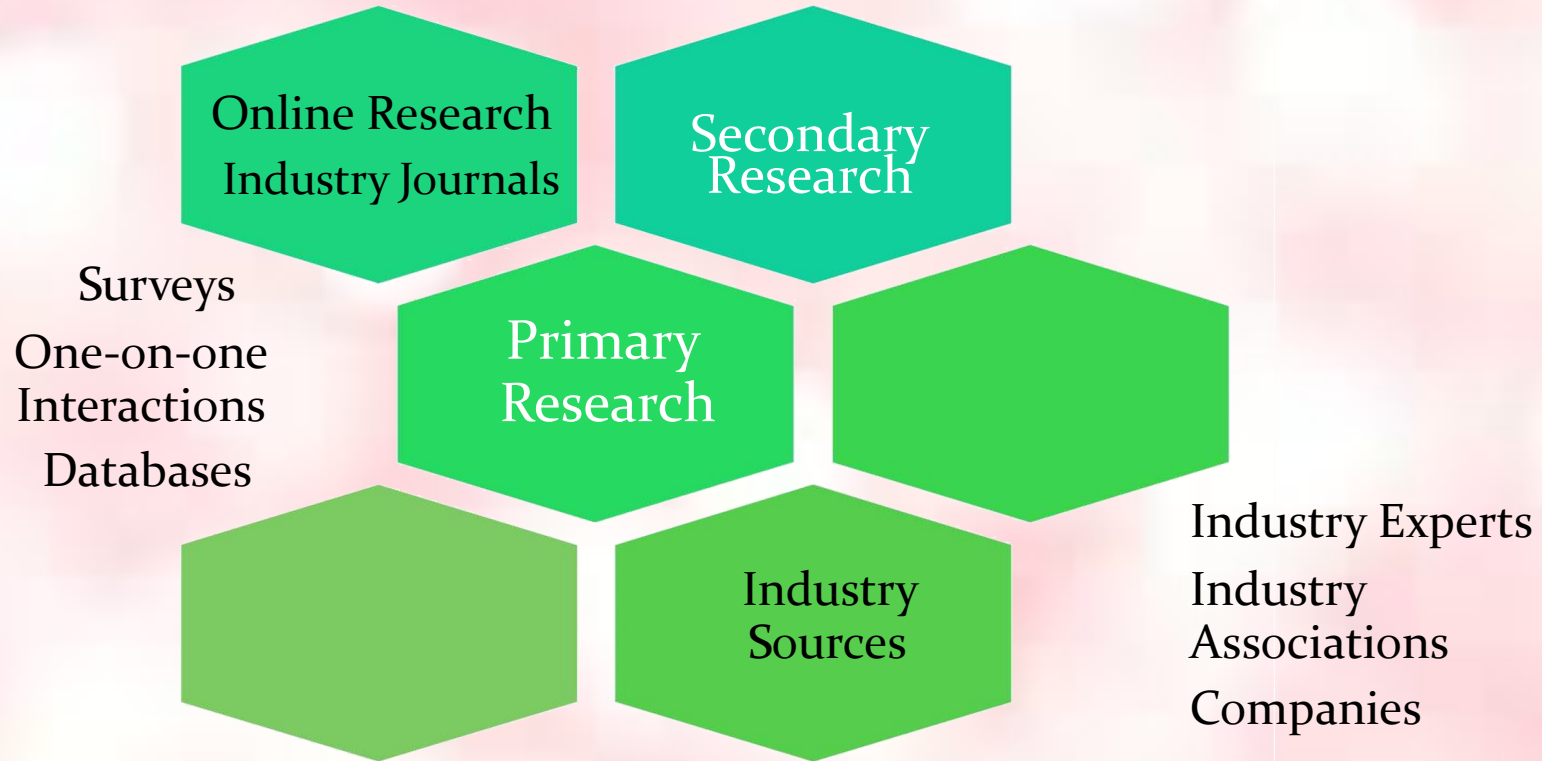 Online Research
Industry Journals
Secondary
Research
Surveys
One-on-one
Interactions
Databases
Primary
Research
Industry
Sources
Industry Experts
Industry
Associations
Companies